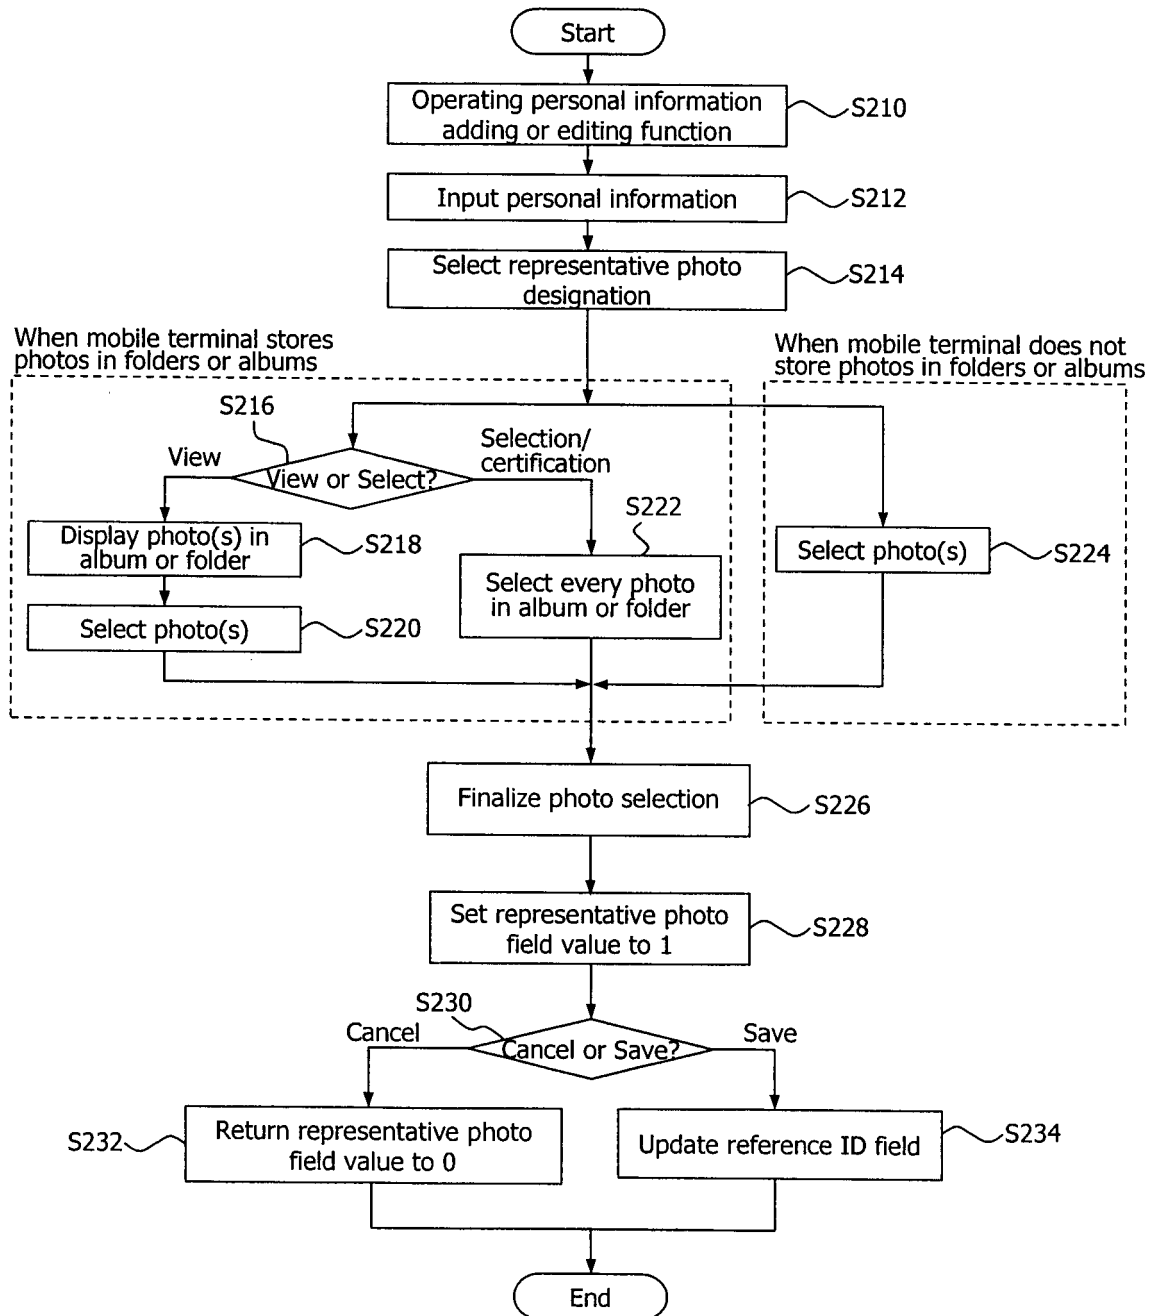 Start
Operating personal information
adding or editing function
S210
Input personal information
S212
Select representative photo
designation
S214
When mobile terminal stores
photos in folders or albums
When mobile terminal does not
store photos in folders or albums
S216
View or Select?
View
Selection/
certification
Display photo(s) in
album or folder
S218
Select photo(s)
S220
S222
Select every photo
in album or folder
Select photo(s)
S224
Finalize photo selection
S226
Set representative photo
field value to 1
S228
S230
Cancel or Save?
Cancel
Save
S232
Return representative photo
field value to 0
Update reference ID field
S234
End